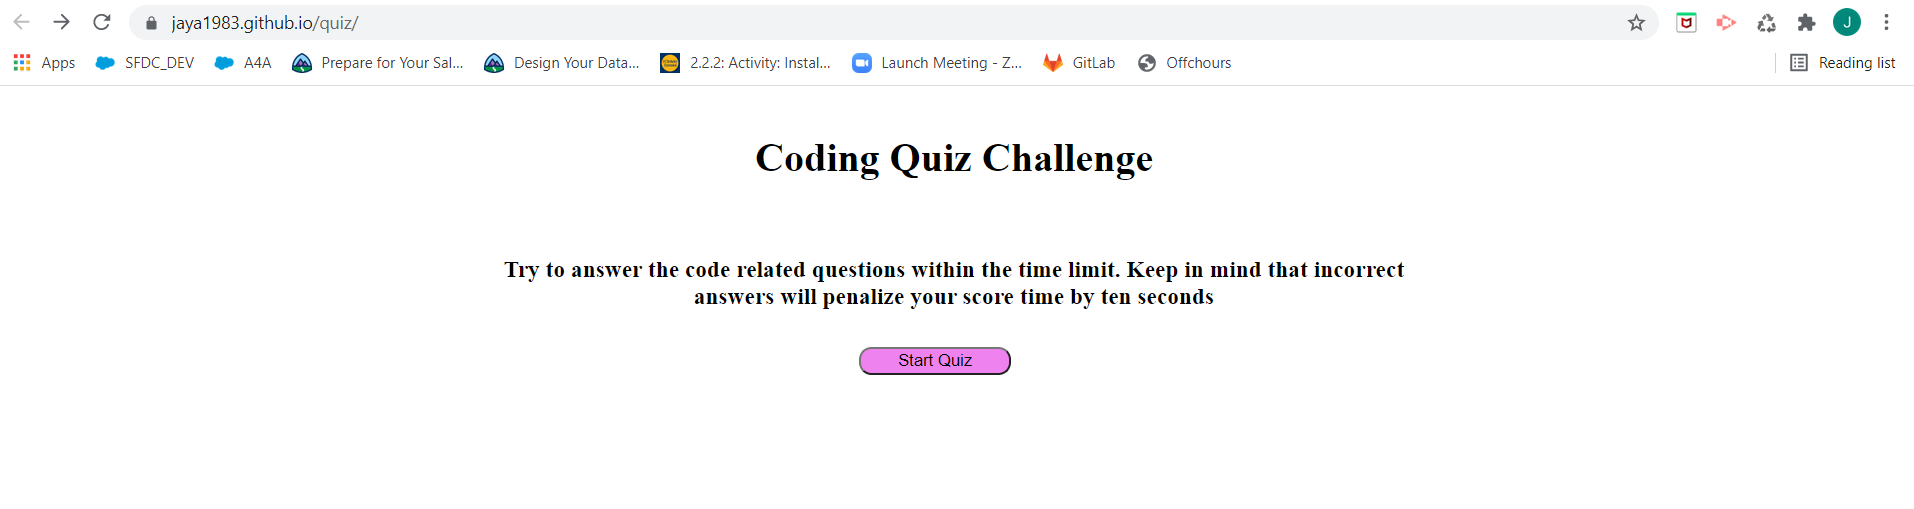 jaya1983.github.io/quiz/
J
Apps SFDC_DEV A4A Prepare for Your Sal... Design Your Data... 2.2.2: Activity: Instal... Launch Meeting - Z... GitLab Offchours Reading list
Coding Quiz Challenge
Try to answer the code related questions within the time limit. Keep in mind that incorrect
answers will penalize your score time by ten seconds
Start Quiz